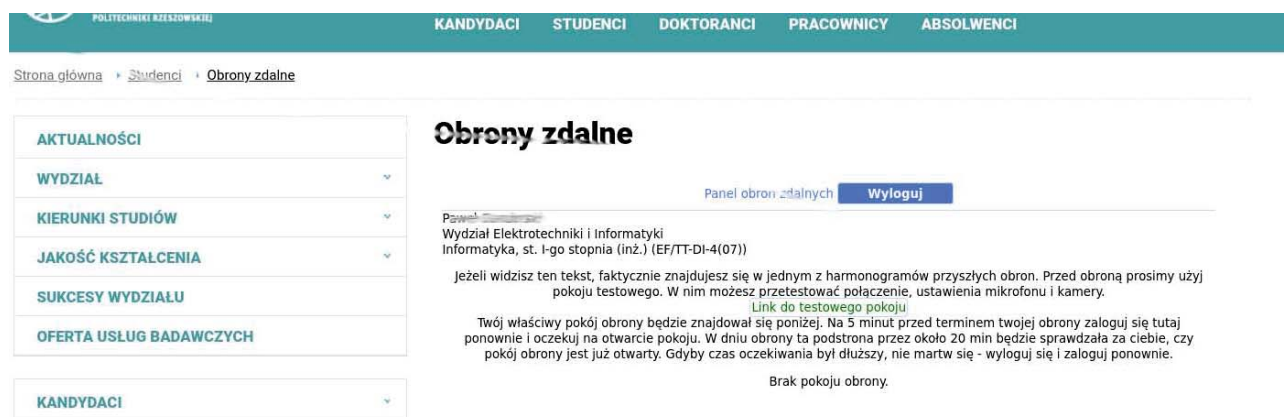 POLITECHNIKI RZESZOWSKIEJ
KANDYDACI STUDENCI DOKTORANCI PRACOWNICY ABSOLWENCI
Strona główna Studenci Obrony zdalne
AKTUALNOŚCI
WYDZIAŁ
KIERUNKI STUDIÓW
JAKOŚĆ KSZTAŁCENIA
SUKCESY WYDZIAŁU
OFERTA USŁUG BADAWCZYCH
KANDYDACI
Obrony zdalne
Panel obron zdalnych Wyloguj
Paweł
Wydział Elektrotechniki i Informatyki
Informatyka, st. I-go stopnia (inż.) (EF/TT-DI-4(07))
Jeżeli widzisz ten tekst, faktycznie znajdujesz się w jednym z harmonogramów przyszłych obron. Przed obroną prosimy użyj
pokoju testowego. W nim możesz przetestować połączenie, ustawienia mikrofonu i kamery.
Link do testowego pokoju
Twój właściwy pokój obrony będzie znajdował się poniżej. Na 5 minut przed terminem twojej obrony zaloguj się tutaj
ponownie i oczekuj na otwarcie pokoju. W dniu obrony ta podstrona przez około 20 min będzie sprawdzała za ciebie, czy
pokój obrony jest już otwarty. Gdyby czas oczekiwania był dłuższy, nie martw się - wyloguj się i zaloguj ponownie.
Brak pokoju obrony.